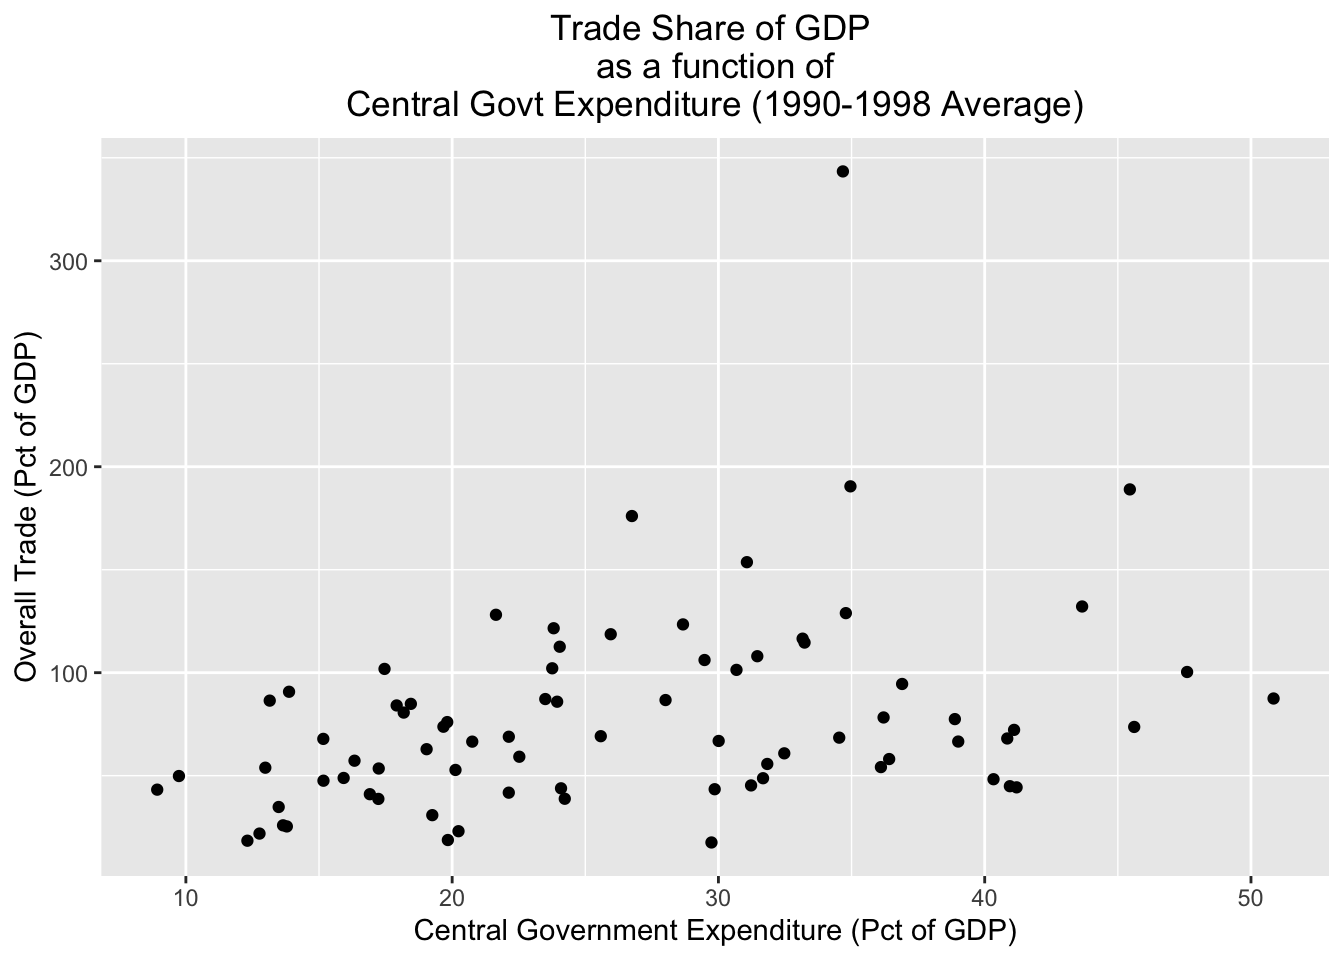 Trade Share of GDP
as a function of
Central Govt Expenditure (1990-1998 Average)
Overall Trade (Pct of GDP)
300
200
100
10 20 30 40 50
Central Government Expenditure (Pct of GDP)